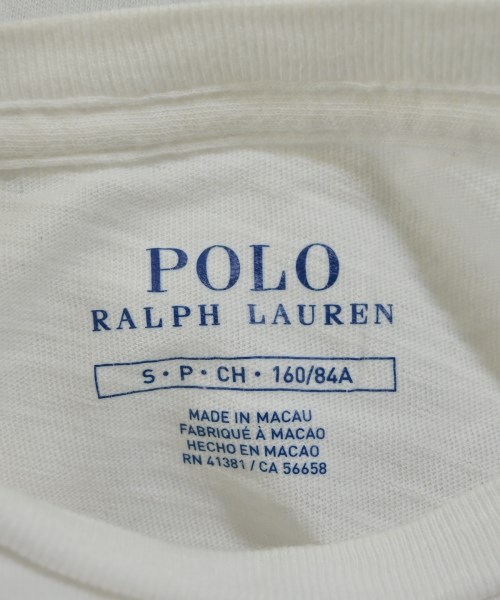 POLO
RALPH LAUREN
S • P • CH • 160/84A
MADE IN MACAU
FABRIQUÉ À MACAO
HECHO EN MACAO
RN 41381 / CA 56658